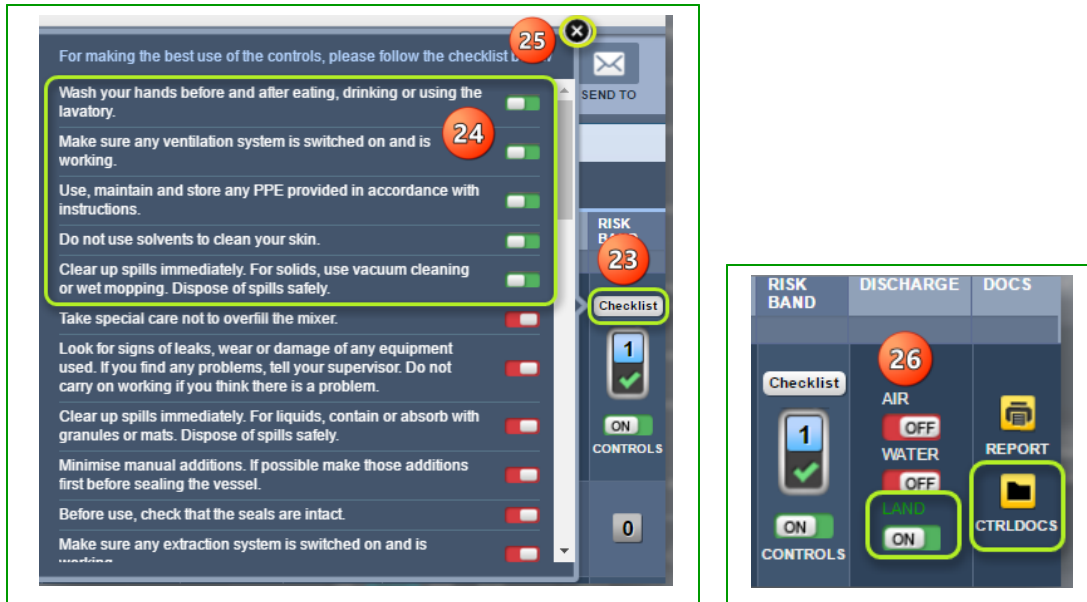 For making the best use of the controls, please follow the checklist
25
SEND TO
Wash your hands before and after eating, drinking or using the
lavatory.
24
Make sure any ventilation system is switched on and is
working.
Use, maintain and store any PPE provided in accordance with
instructions.
Do not use solvents to clean your skin.
Clear up spills immediately. For solids, use vacuum cleaning
or wet mopping. Dispose of spills safely.
Take special care not to overfill the mixer.
Look for signs of leaks, wear or damage of any equipment
used. If you find any problems, tell your supervisor. Do not
carry on working if you think there is a problem.
Clear up spills immediately. For liquids, contain or absorb with
granules or mats. Dispose of spills safely.
Minimise manual additions. If possible make those additions
first before sealing the vessel.
Before use, check that the seals are intact.
Make sure any extraction system is switched on and is
RISK
23
Checklist
1
ON
CONTROLS
0
RISK
BAND
DISCHARGE
DOCS
26
Checklist
1
ON
CONTROLS
AIR
OFF
WATER
OFF
LAND
ON
REPORT
CTRLDOCS